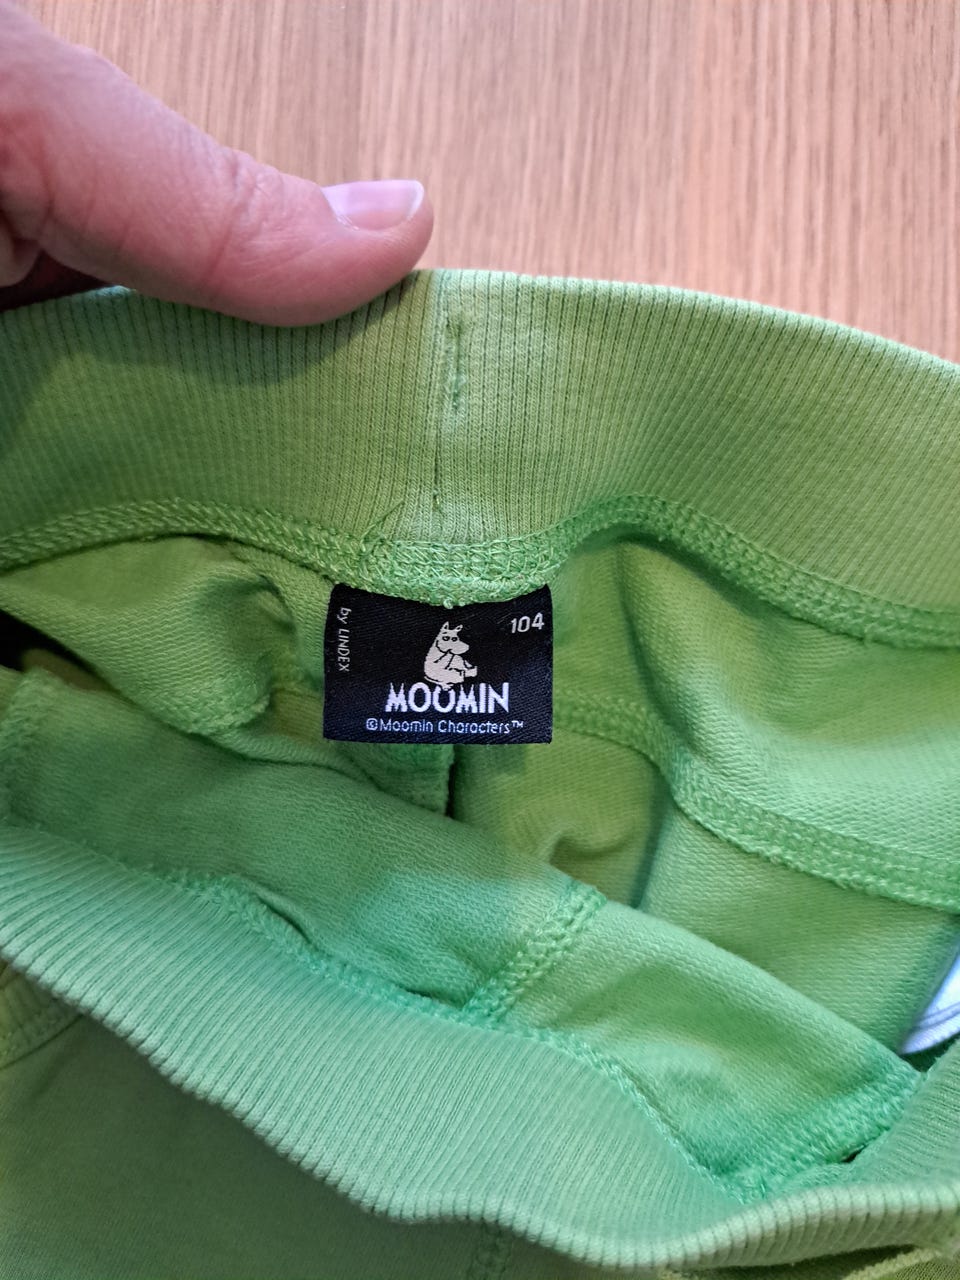 by LINDEX
104
MOOMIN
©Moomin Characters™